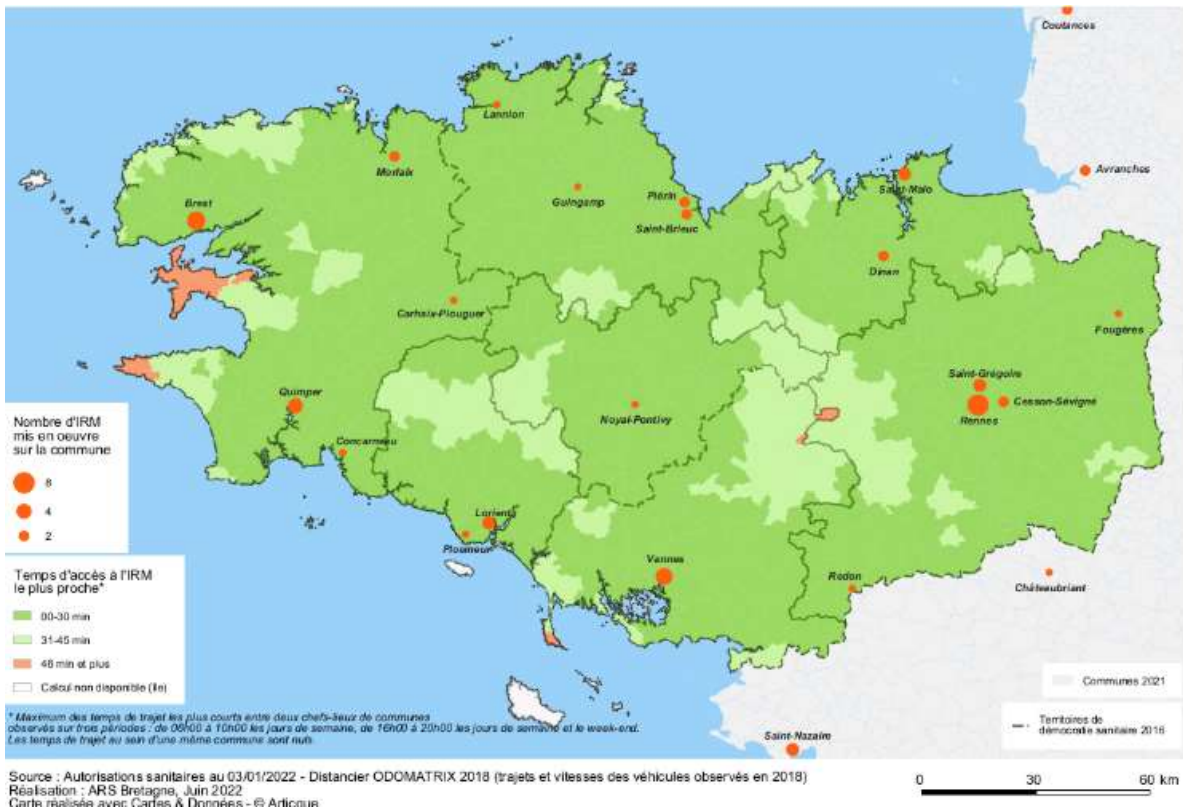 Coutances
Avranches
Lannion
Morlaix
Guingamp
Plérin
Saint-Brieuc
Saint-Malo
Brest
Dinan
Carhaix-Plouguer
Fougères
Saint-Grégoire
Cesson-Sévigné
Rennes
Noyal-Pontivy
Quimper
Concarneau
Lorient
Ploemeur
Vannes
Redon
Châteaubriant
Saint-Nazaire
Nombre d'IRM
mis en oeuvre
sur la commune
8
4
2
Temps d'accès à l'IRM
le plus proche*
00-30 min
31-45 min
46 min et plus
Calcul non disponible (île)
* Maximum des temps de trajet les plus courts entre deux chefs-lieux de communes
observés sur trois périodes : de 06h00 à 10h00 les jours de semaine, de 16h00 à 20h00 les jours de semaine et le week-end.
Les temps de trajet au sein d'une même commune sont nuls.
Communes 2021
Territoires de
démocratie sanitaire 2016
Source : Autorisations sanitaires au 03/01/2022 - Distancier ODOMATRIX 2018 (trajets et vitesses des véhicules observés en 2018)
Réalisation : ARS Bretagne, Juin 2022
Carte réalisée avec Cartes & Données - © Articque
0 30 60 km